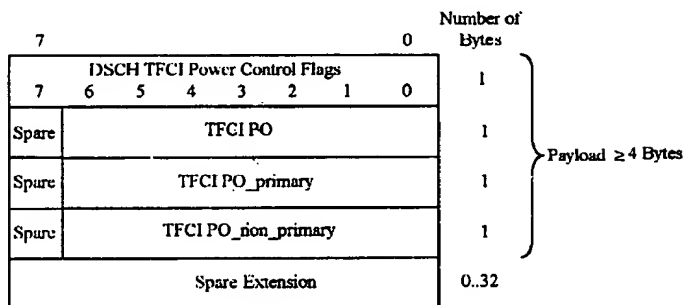 Number of
7 0 Bytes
DSCH TFCI Power Control Flags
7 6 5 4 3 2 1 0 1
Spare TFCI PO 1
Payload ≥ 4 Bytes
Spare TFCI PO_primary 1
Spare TFCI PO_non_primary 1
Spare Extension 0..32